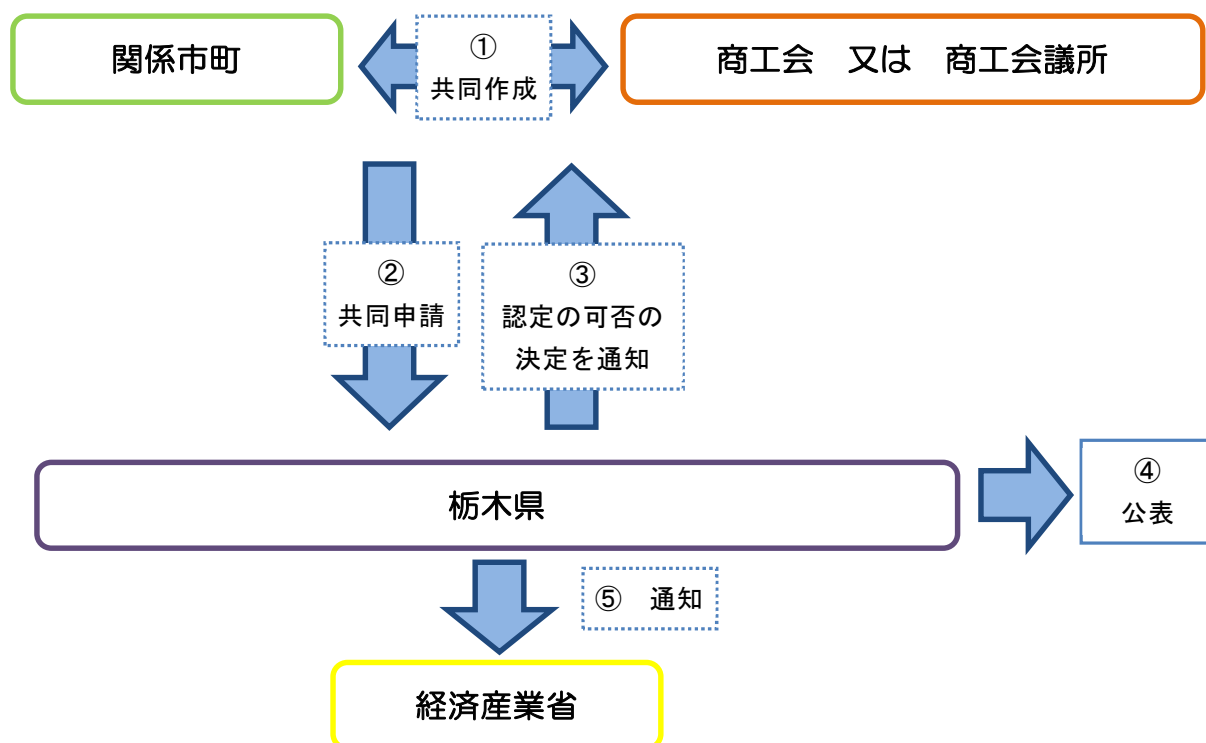 関係市町
①
共同作成
商工会　又は　商工会議所
②
共同申請
③
認定の可否の
決定を通知
栃木県
④
公表
⑤　通知
経済産業省